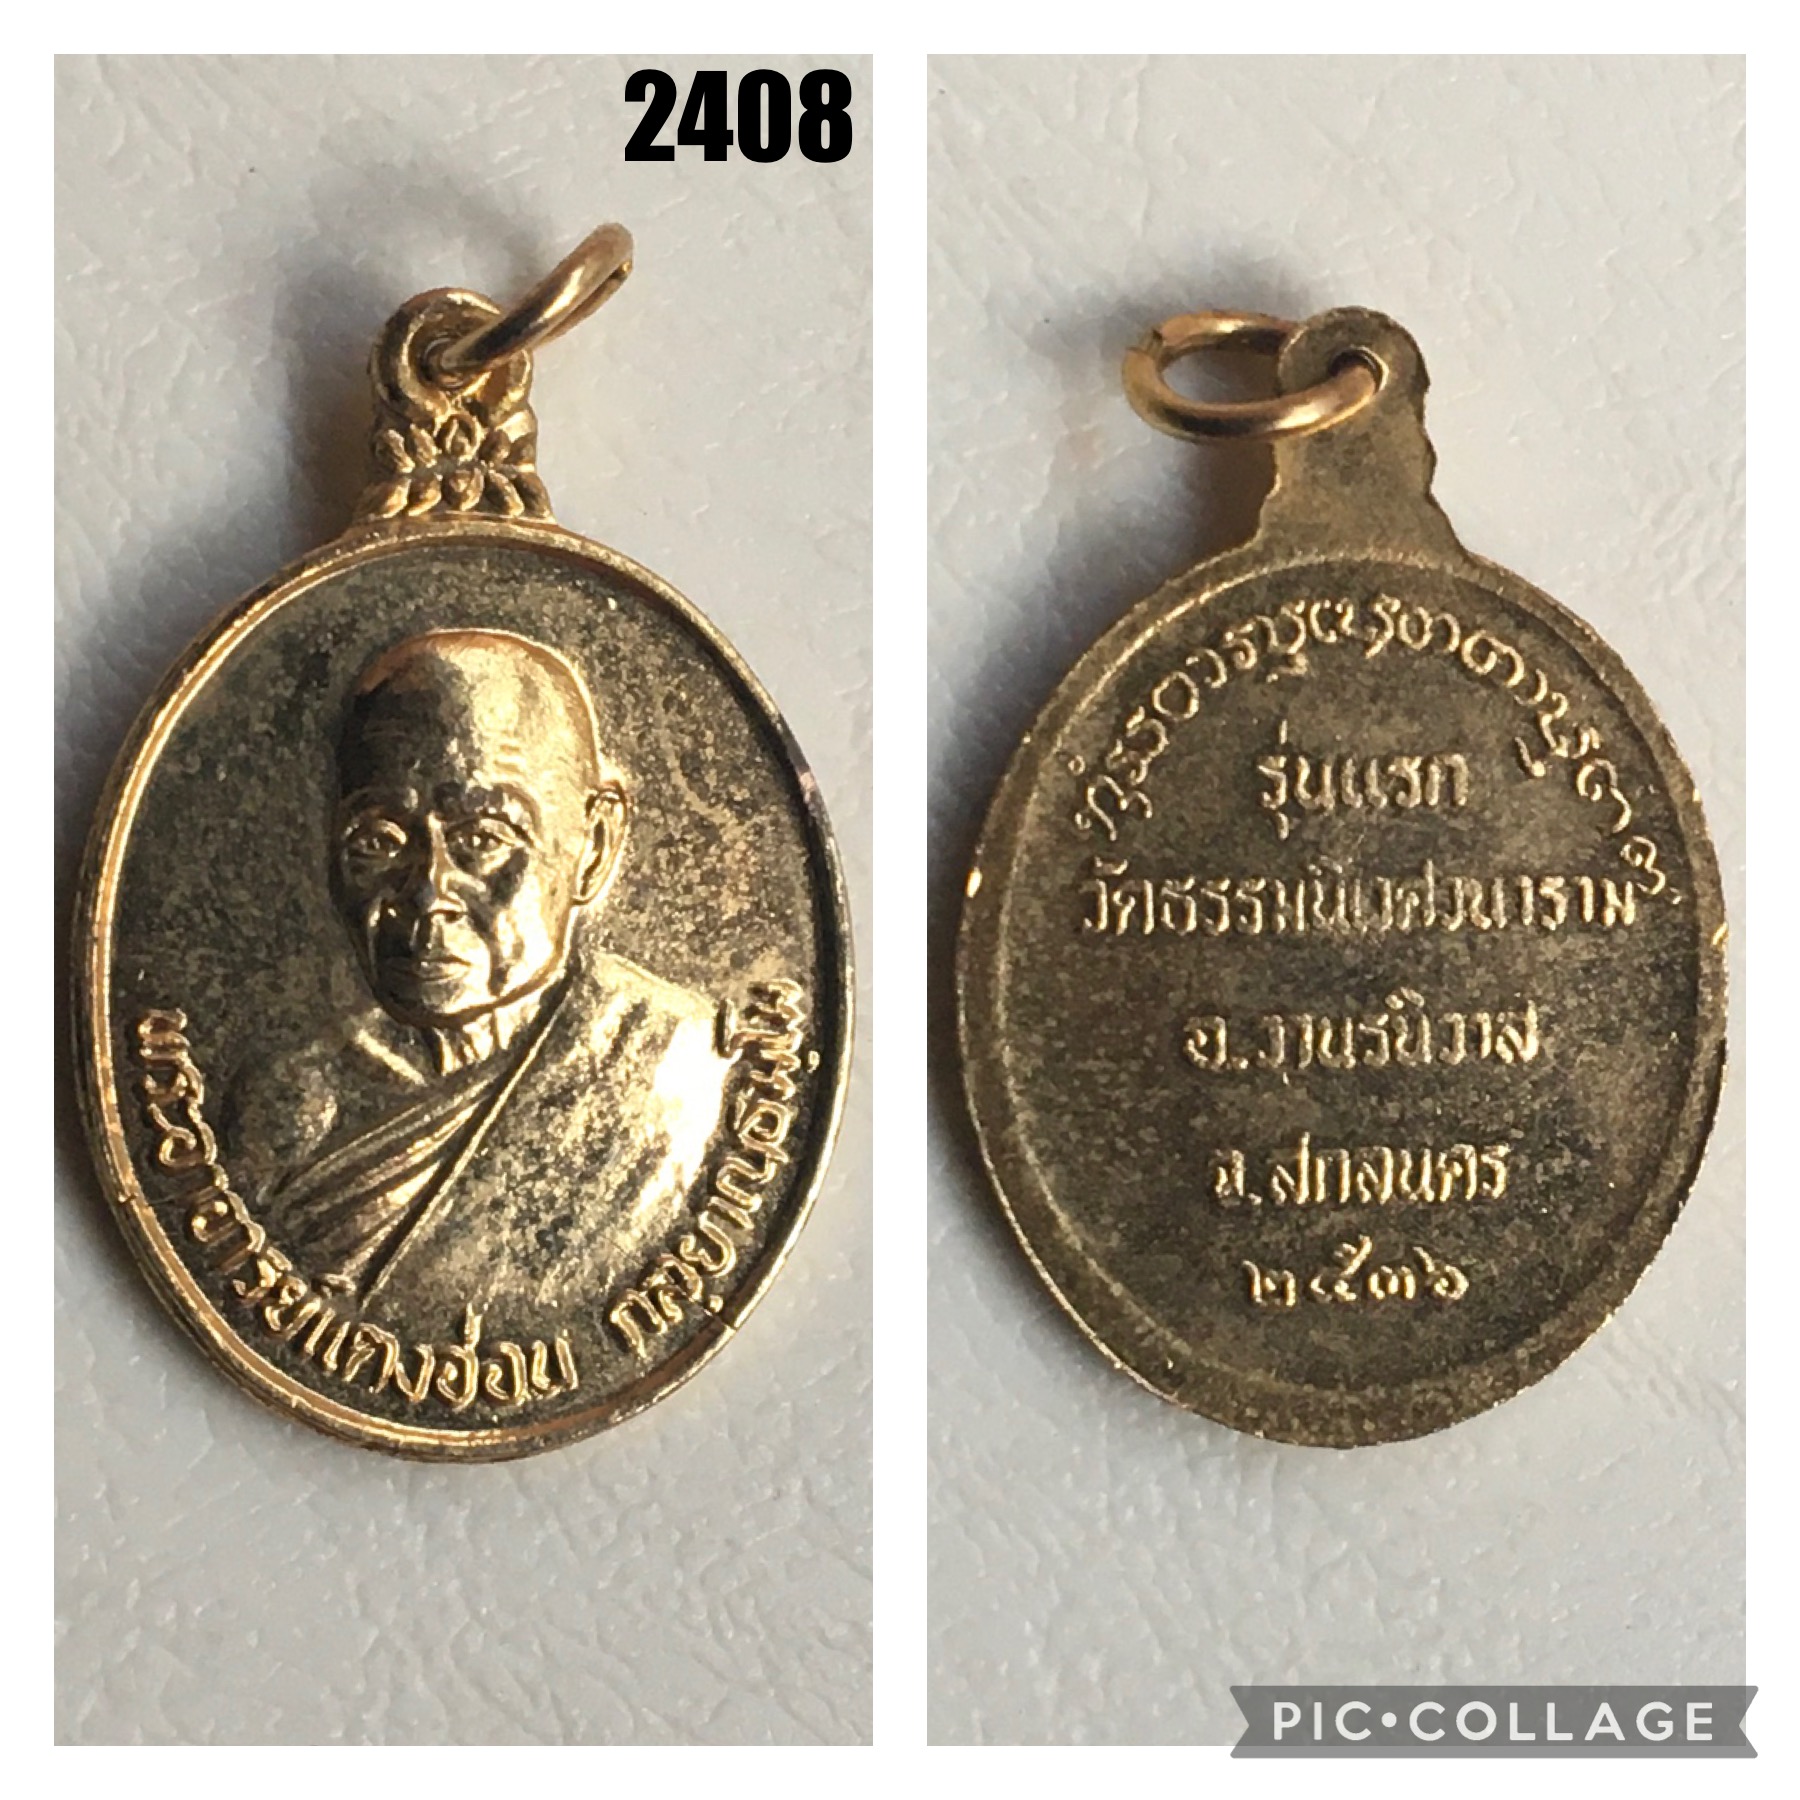 2408
พระอาจารย์แตงอ่อน กลฺยาณธมฺโม
รุ่นแรก
วัดธรรมนิเวศวนาราม
อ.วานรนิวาส
จ.สกลนคร
๒๕๓๖
PIC•COLLAGE